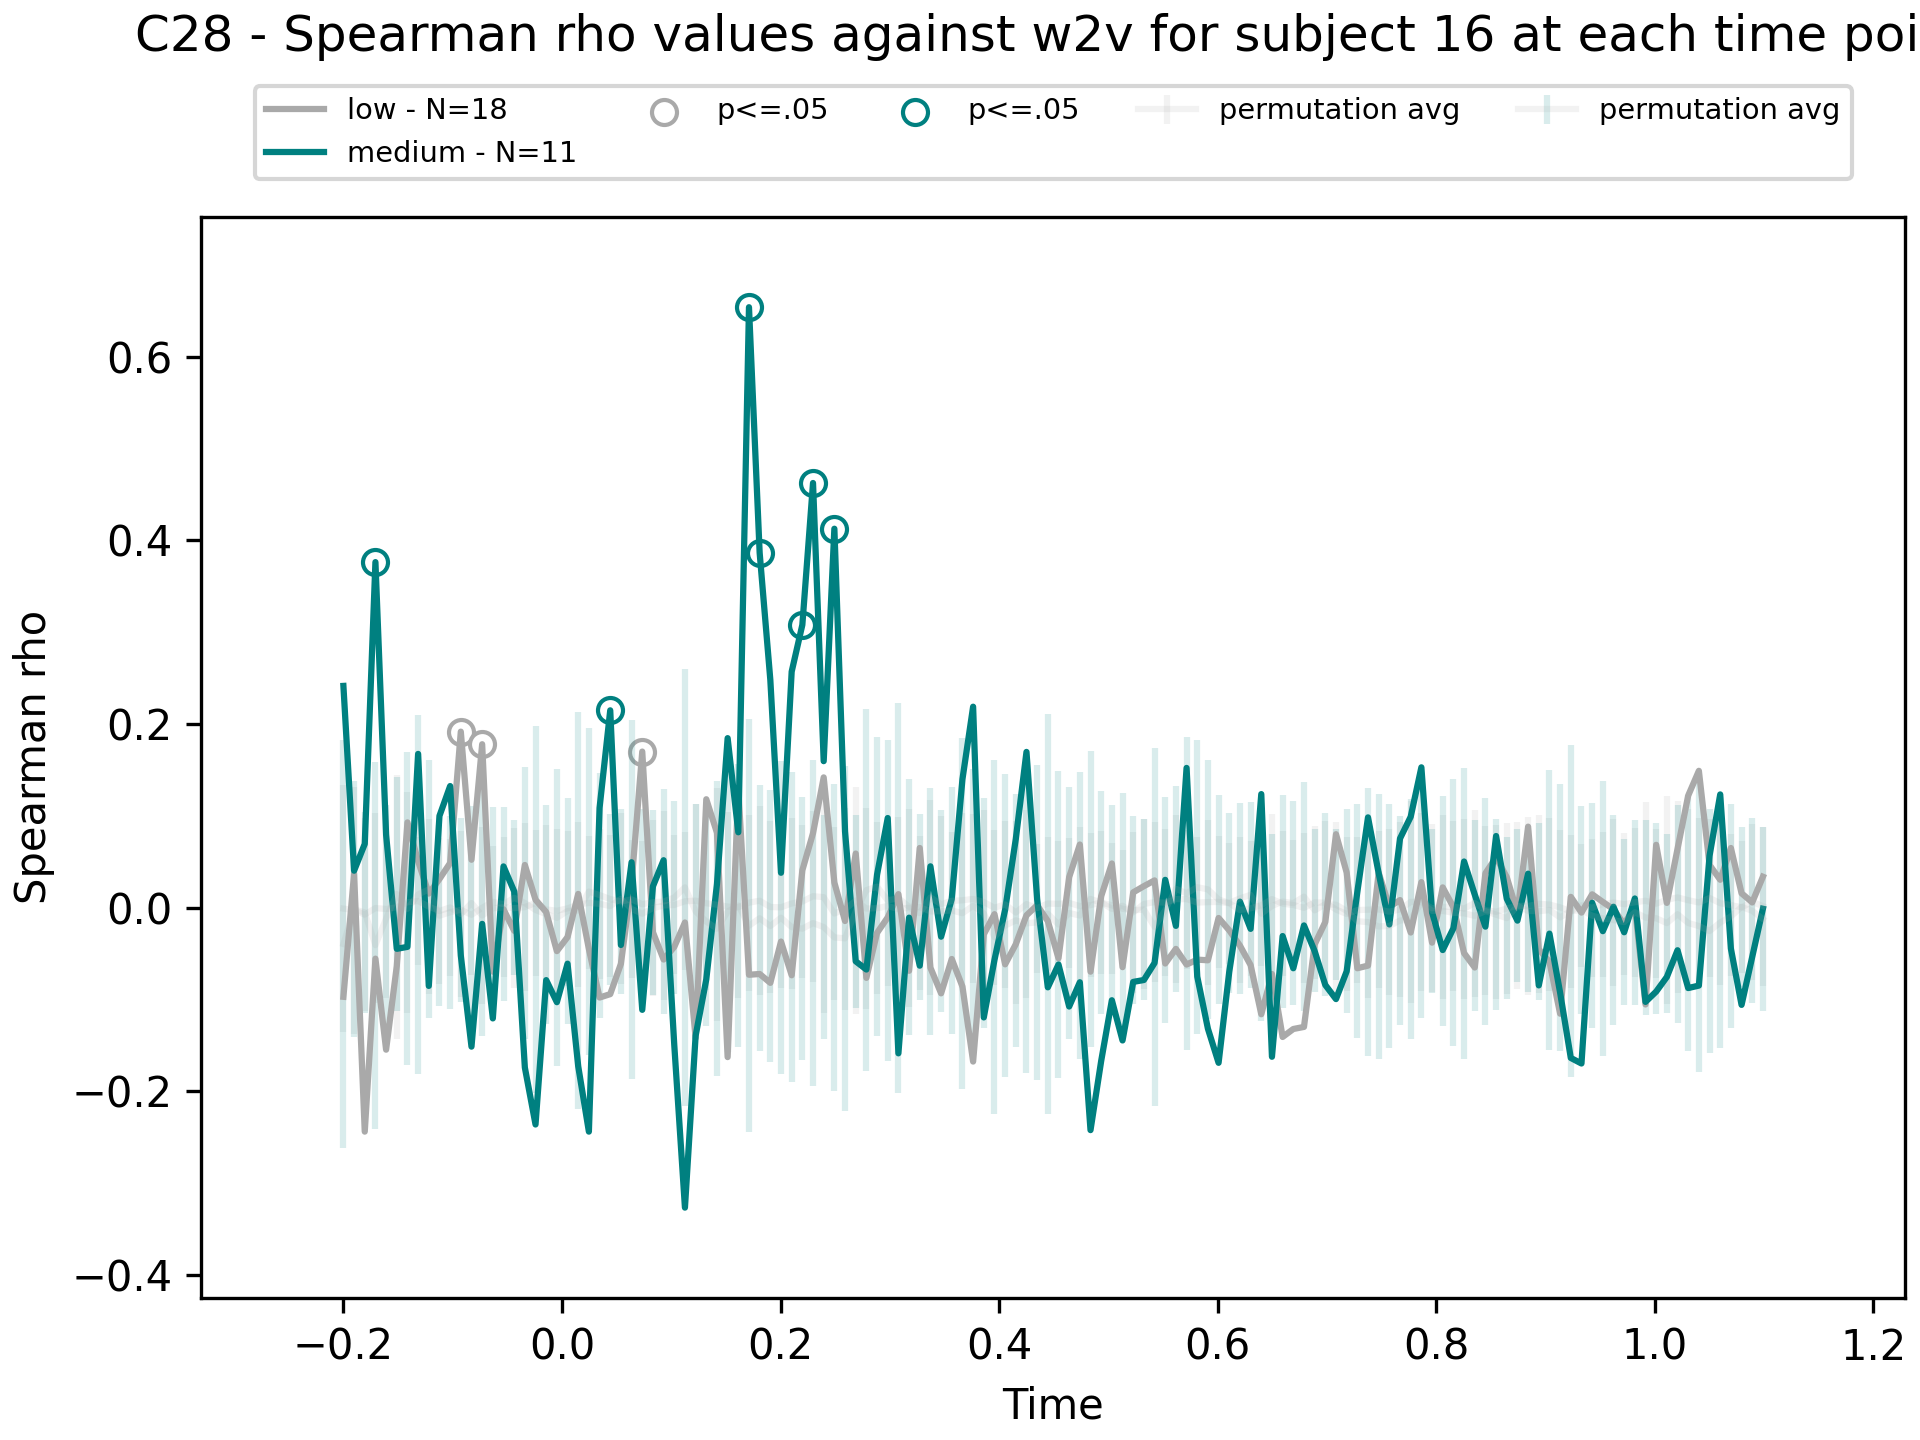 C28 - Spearman rho values against w2v for subject 16 at each time poi
low - N=18
medium - N=11
p<=.05
p<=.05
permutation avg
permutation avg
Spearman rho
0.6
0.4
0.2
0.0
−0.2
−0.4
−0.2 0.0 0.2 0.4 0.6 0.8 1.0 1.2
Time